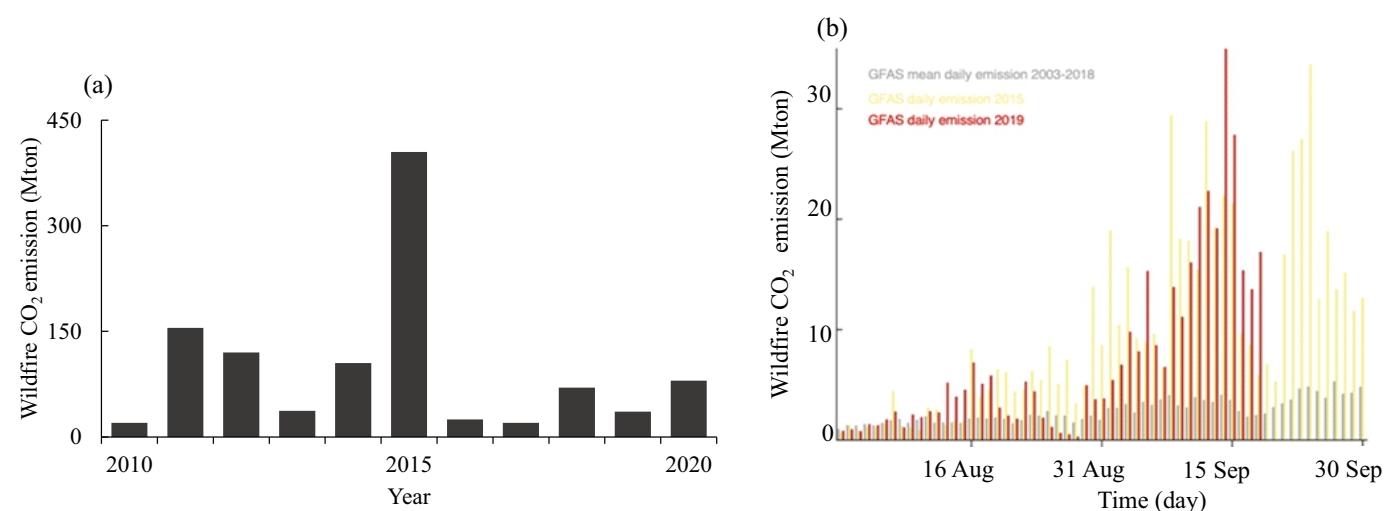 (a)
450
300
150
0
Wildfire CO₂ emission (Mton)
2010
2015
2020
Year
(b)
GFAS mean daily emission 2003-2018
GFAS daily emission 2015
GFAS daily emission 2019
30
20
10
0
Wildfire CO₂ emission (Mton)
16 Aug
31 Aug
15 Sep
30 Sep
Time (day)